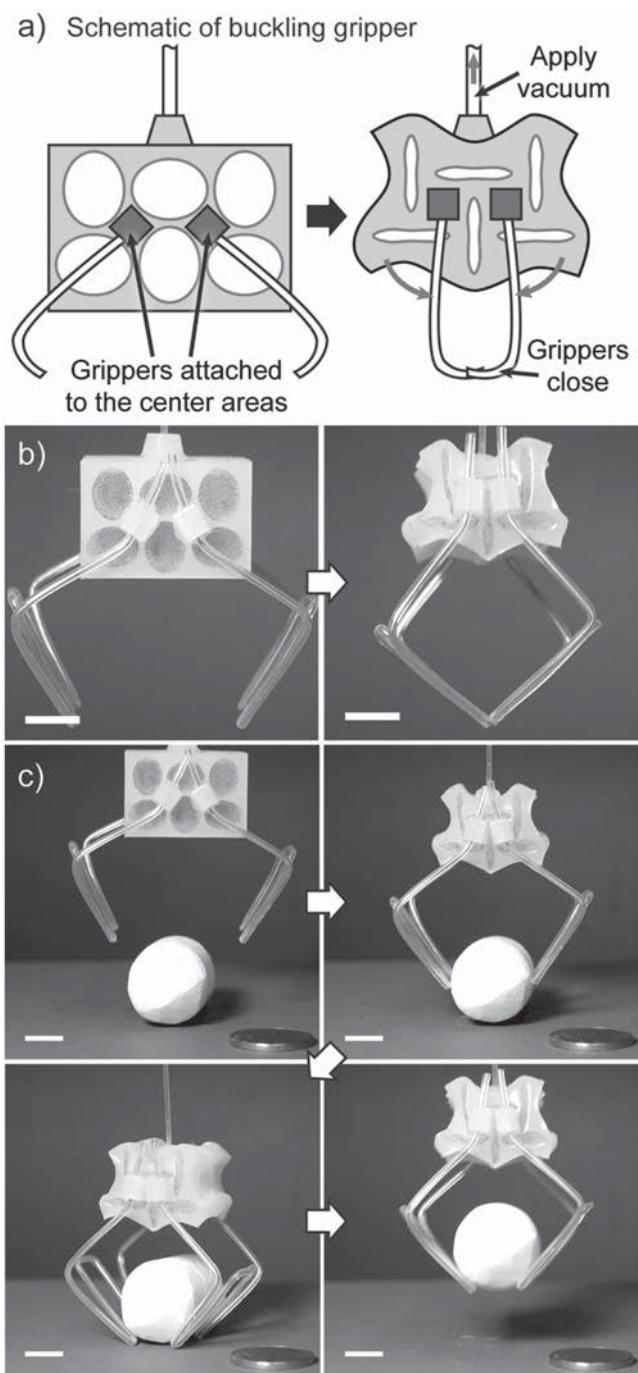 a) Schematic of buckling gripper
Apply
vacuum
Grippers attached
to the center areas
Grippers
close
b)
c)